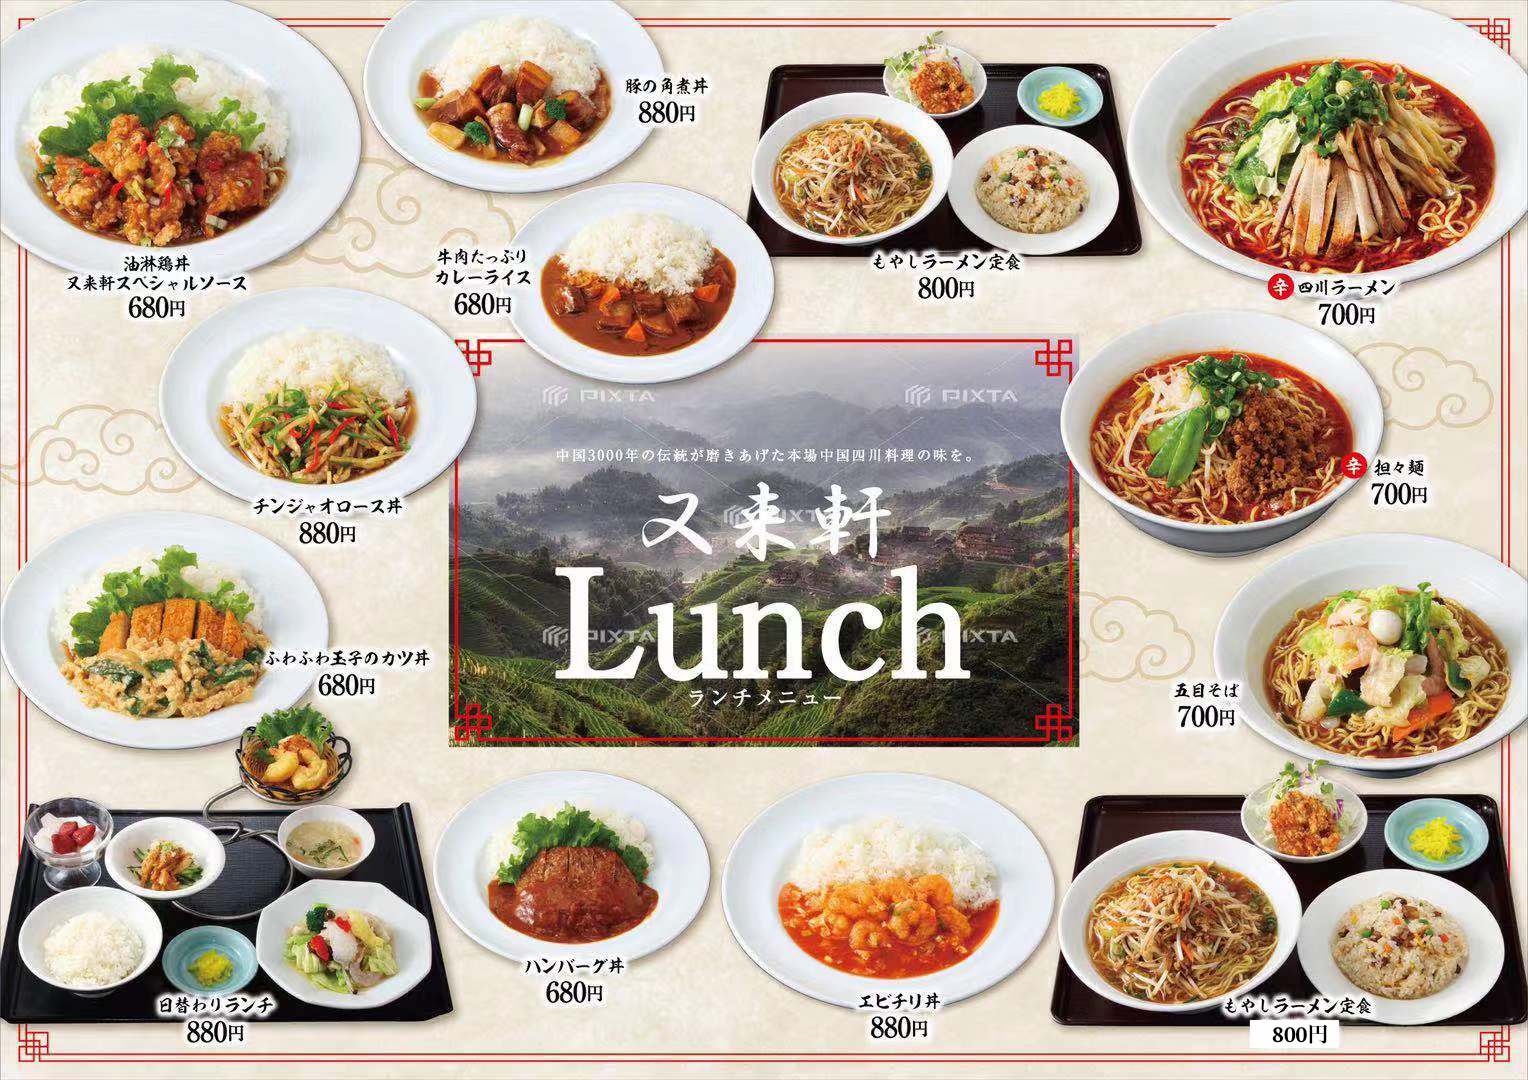 豚の角煮丼
880円
油淋鶏丼
又来軒スペシャルソース
680円
牛肉たっぷり
カレーライス
680円
もやしラーメン定食
800円
辛 四川ラーメン
700円
チンジャオロース丼
880円
辛 担々麺
700円
PIXTA
PIXTA
中国3000年の伝統が磨きあげた本場中国四川料理の味を。
又来軒
PIXTA
Lunch
PIXTA
PIXTA
ランチメニュー
ふわふわ玉子のカツ丼
680円
五目そば
700円
日替わりランチ
880円
ハンバーグ丼
680円
エビチリ丼
880円
もやしラーメン定食
800円